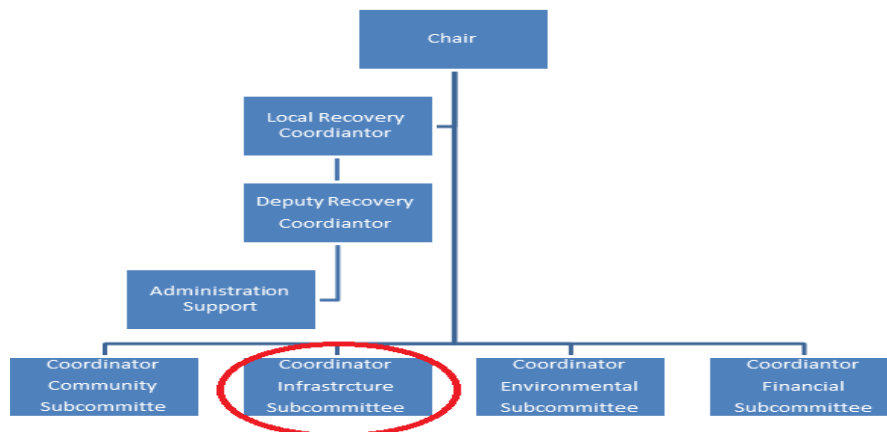 Chair
Local Recovery
Coordiantor
Deputy Recovery
Coordiantor
Administration
Support
Coordinator
Community
Subcommitte
Coordinator
Infrastrcture
Subcommittee
Coordinator
Environmental
Subcommittee
Coordiantor
Financial
Subcommittee